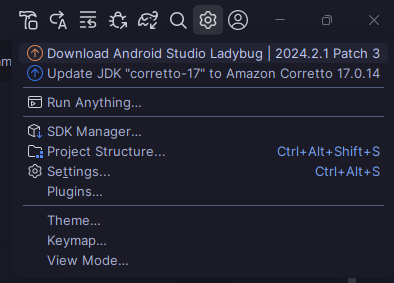 am
Download Android Studio Ladybug | 2024.2.1 Patch 3
Update JDK "corretto-17" to Amazon Corretto 17.0.14
Run Anything...
SDK Manager...
Project Structure... Ctrl+Alt+Shift+S
Settings... Ctrl+Alt+S
Plugins...
Theme...
Keymap...
View Mode...